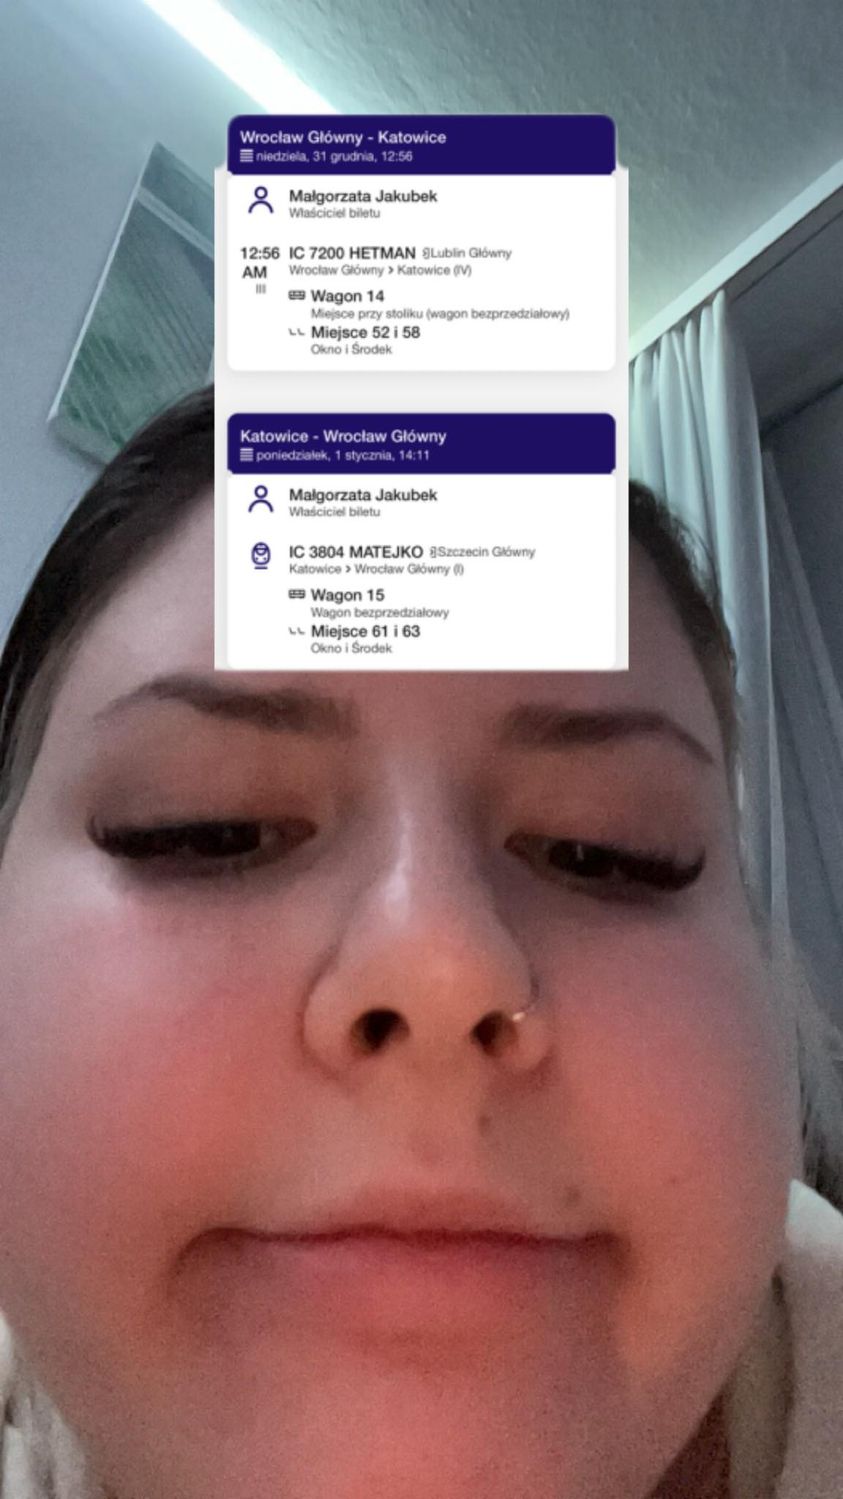 Wrocław Główny - Katowice
niedziela, 31 grudnia, 12:56
Małgorzata Jakubek
Właściciel biletu
12:56 AM
IC 7200 HETMAN Lublin Główny
Wrocław Główny > Katowice (IV)
III
Wagon 14
Miejsce przy stoliku (wagon bezprzedziałowy)
Miejsce 52 i 58
Okno i Środek
Katowice - Wrocław Główny
poniedziałek, 1 stycznia, 14:11
Małgorzata Jakubek
Właściciel biletu
IC 3804 MATEJKO Szczecin Główny
Katowice > Wrocław Główny (I)
Wagon 15
Wagon bezprzedziałowy
Miejsce 61 i 63
Okno i Środek